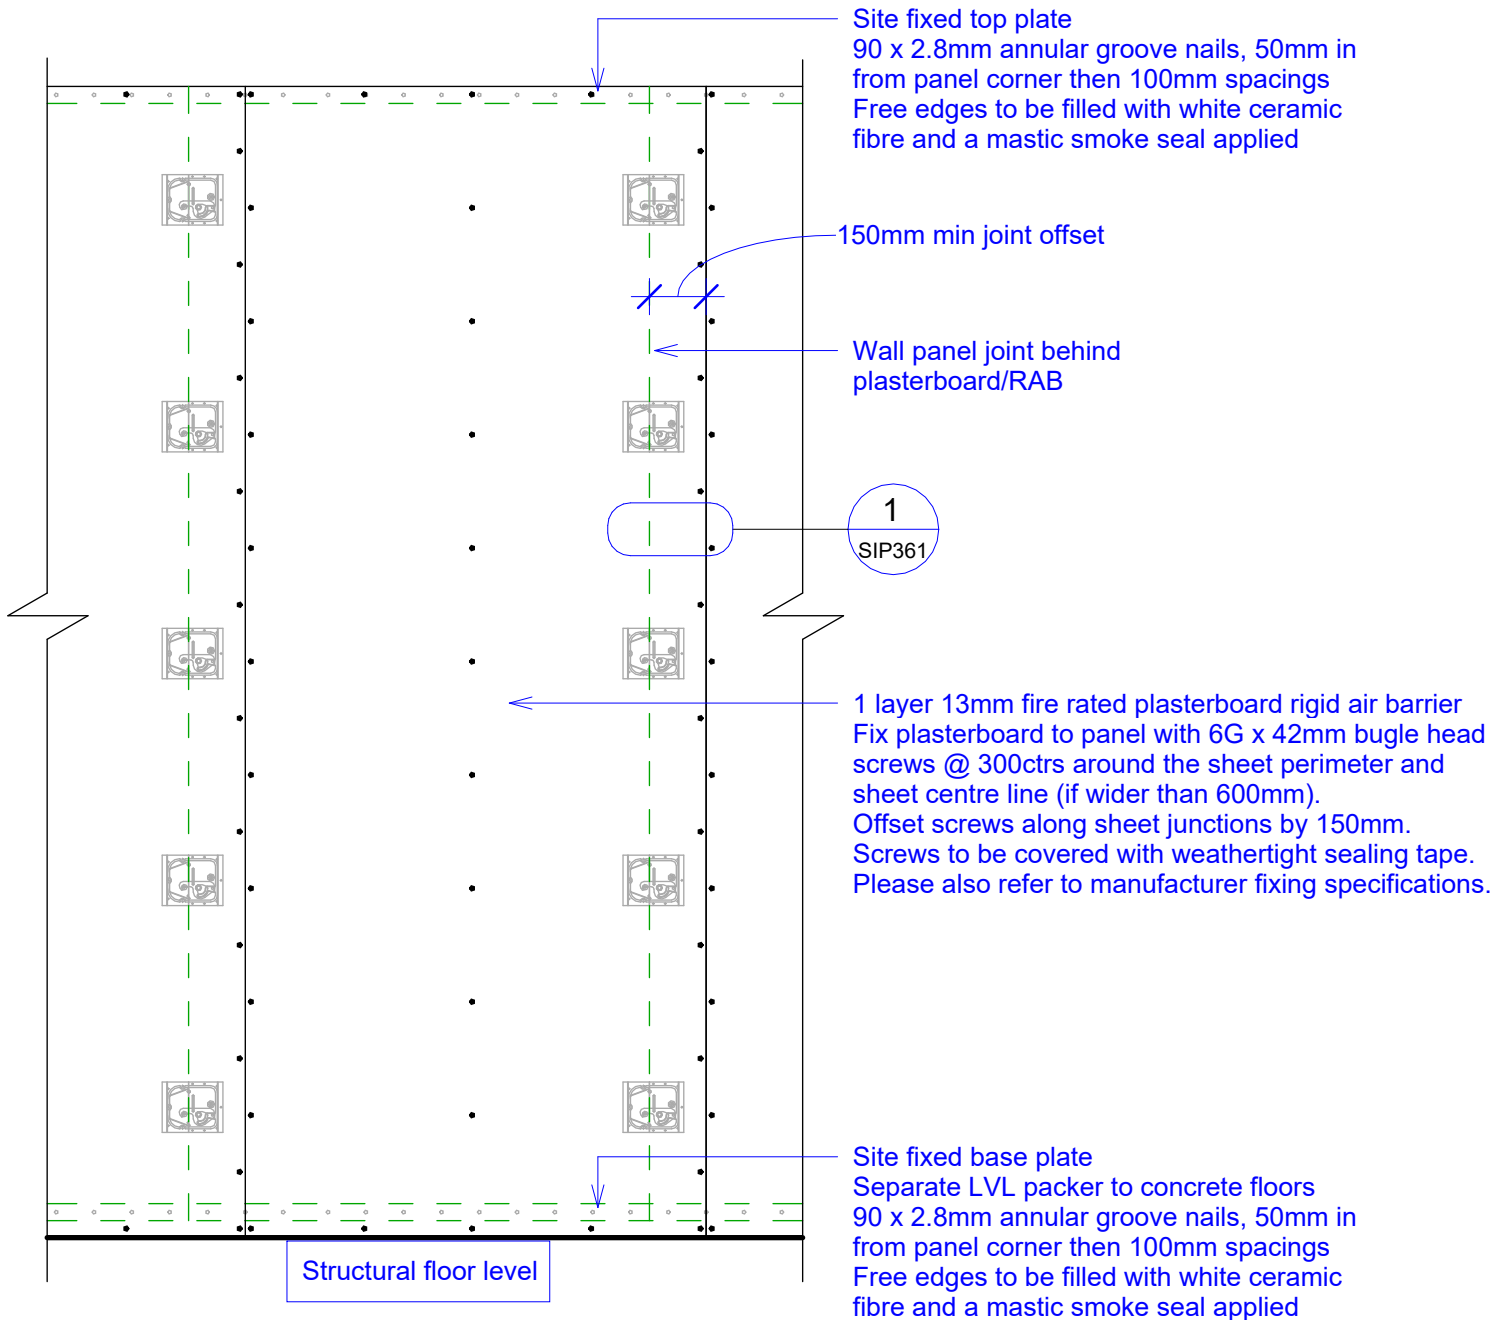 Site fixed top plate
90 x 2.8mm annular groove nails, 50mm in
from panel corner then 100mm spacings
Free edges to be filled with white ceramic
fibre and a mastic smoke seal applied
150mm min joint offset
Wall panel joint behind
plasterboard/RAB
1
SIP361
1 layer 13mm fire rated plasterboard rigid air barrier
Fix plasterboard to panel with 6G x 42mm bugle head
screws @ 300ctrs around the sheet perimeter and
sheet centre line (if wider than 600mm).
Offset screws along sheet junctions by 150mm.
Screws to be covered with weathertight sealing tape.
Please also refer to manufacturer fixing specifications.
Site fixed base plate
Separate LVL packer to concrete floors
90 x 2.8mm annular groove nails, 50mm in
from panel corner then 100mm spacings
Free edges to be filled with white ceramic
fibre and a mastic smoke seal applied
Structural floor level